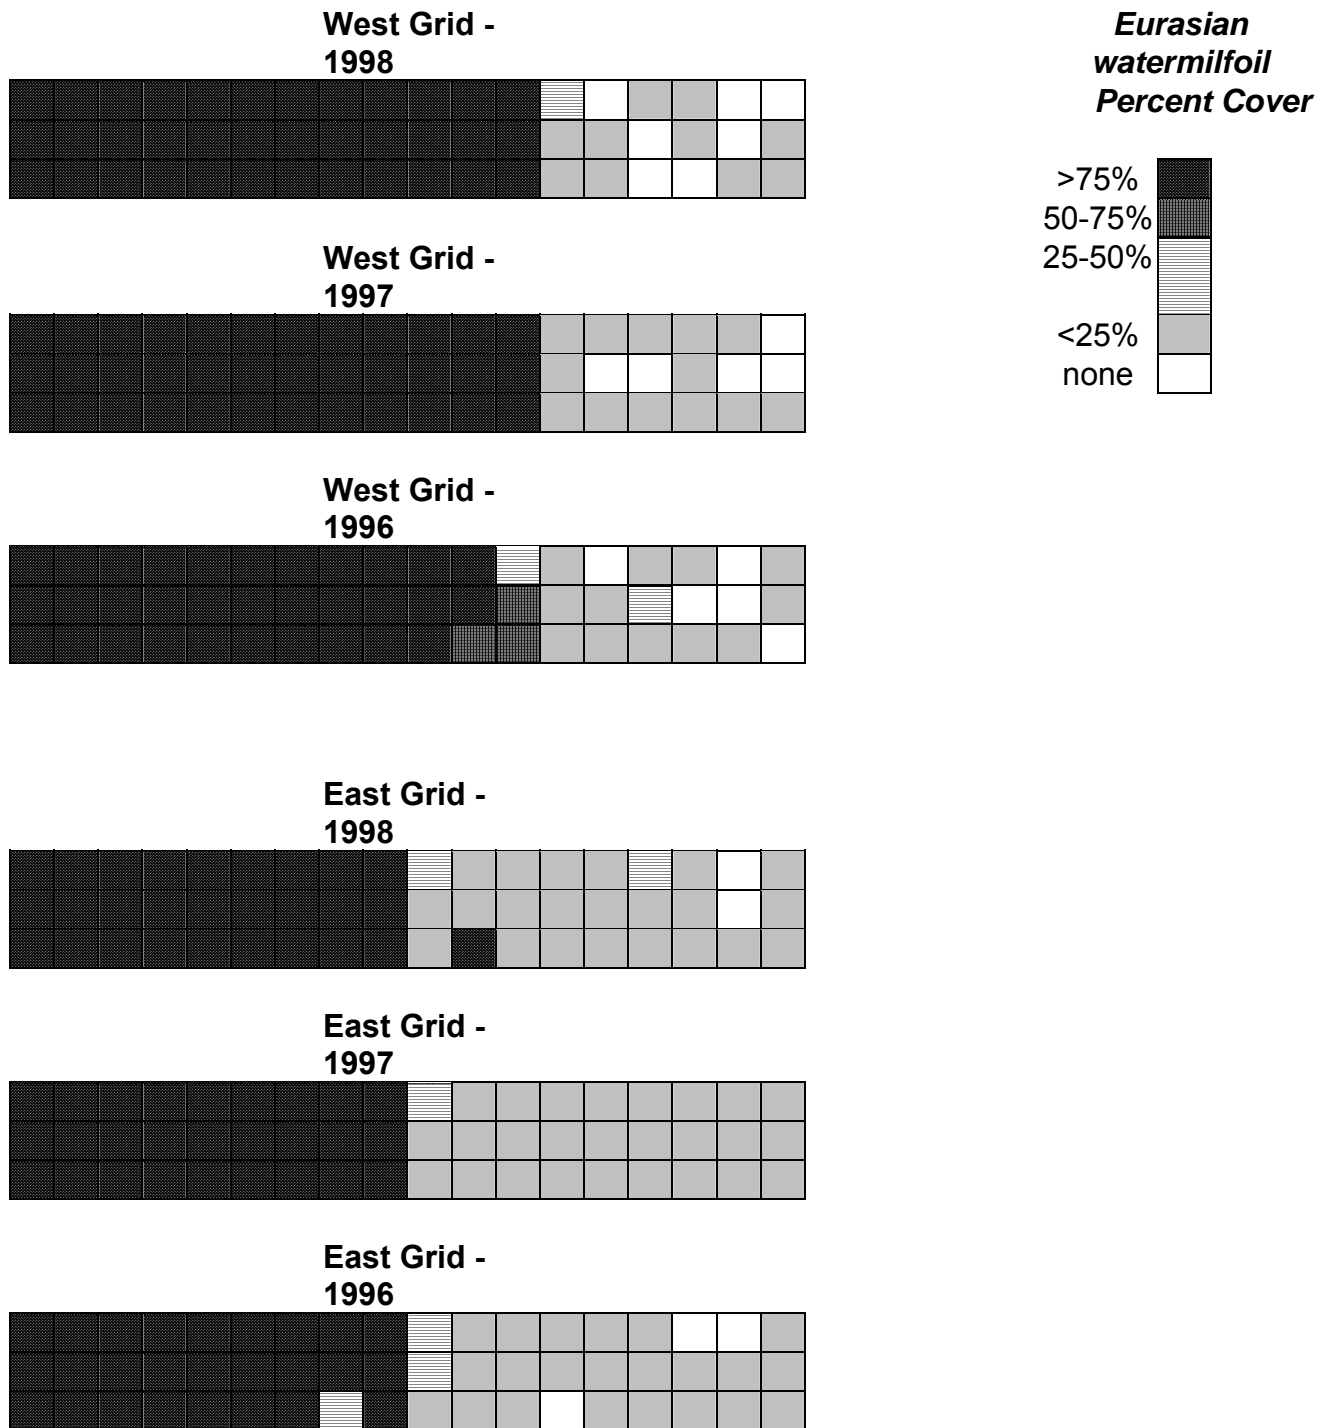 West Grid -
1998
Eurasian
watermilfoil
Percent Cover
>75%
50-75%
25-50%
<25%
none
West Grid -
1997
West Grid -
1996
East Grid -
1998
East Grid -
1997
East Grid -
1996